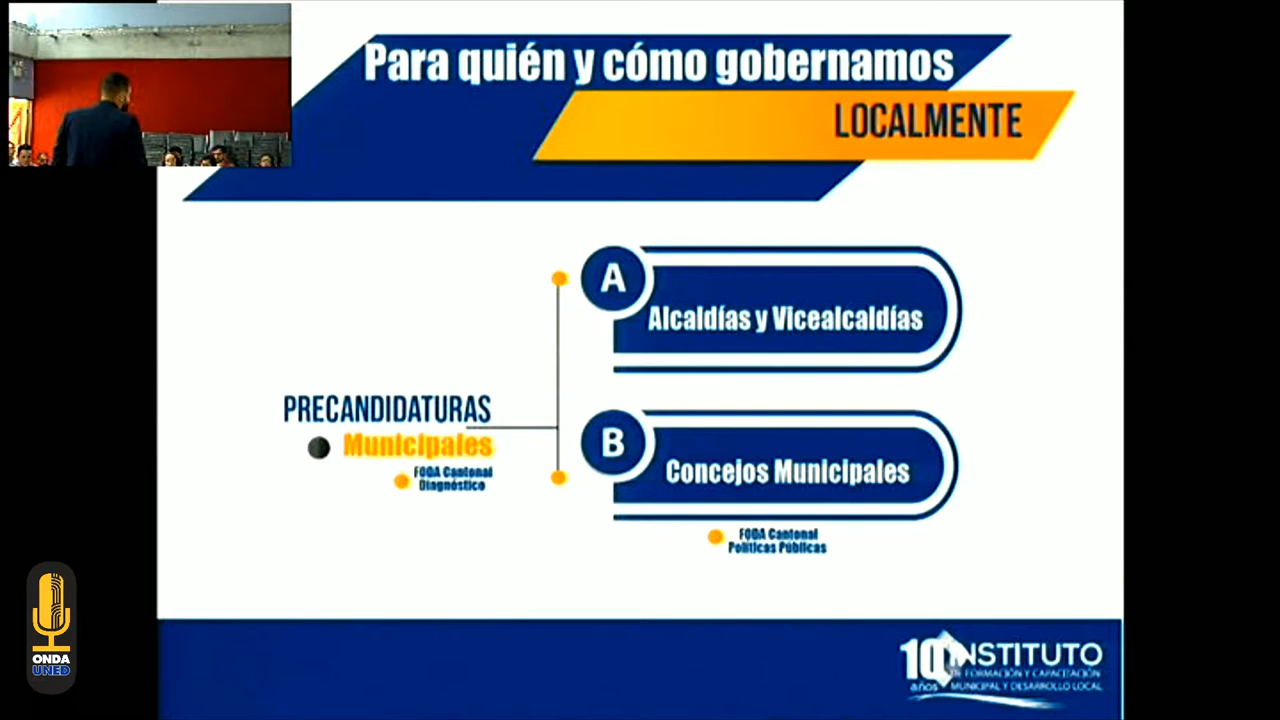 Para quién y cómo gobernamos
LOCALMENTE
A
Alcaldías y Vicealcaldías
PRECANDIDATURAS
Municipales
FODA Cantonal
Diagnóstico
B
Concejos Municipales
FODA Cantonal
Políticas Públicas
ONDA
UNED
10 años
INSTITUTO
DE FORMACIÓN Y CAPACITACIÓN
MUNICIPAL Y DESARROLLO LOCAL